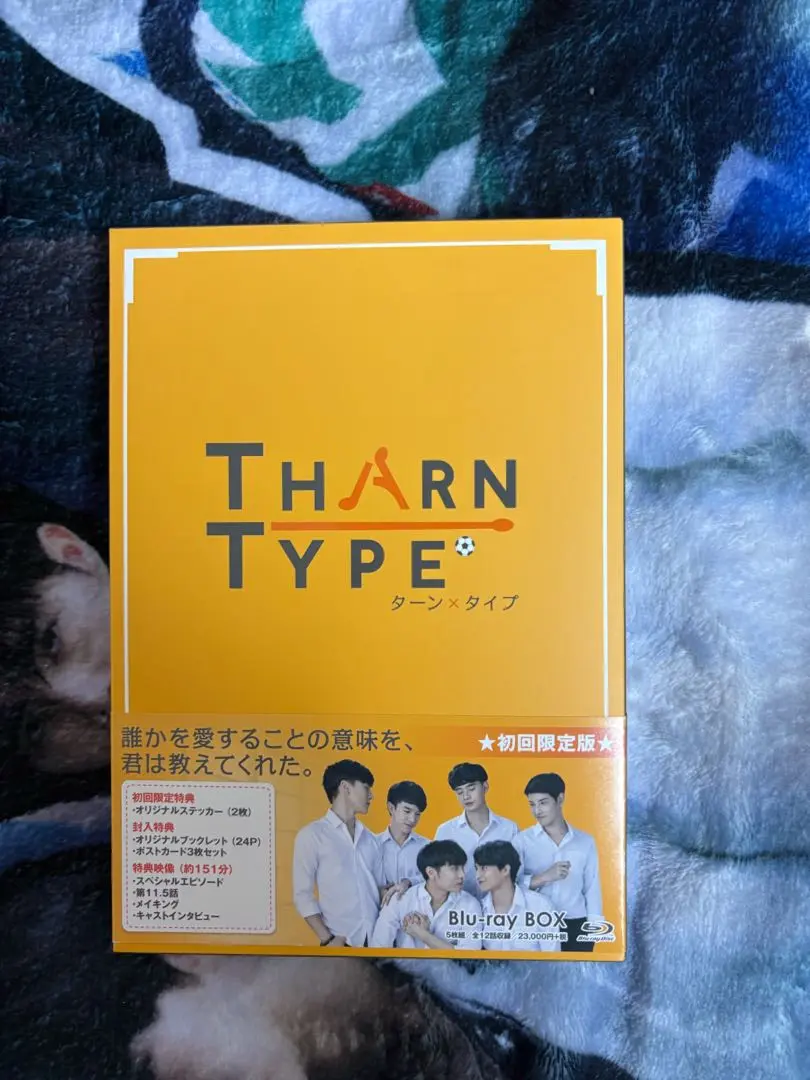 THARN
TYPE
ターン×タイプ
誰かを愛することの意味を、
君は教えてくれた。
★初回限定版★
初回限定特典
・オリジナルステッカー（2枚）
封入特典
・オリジナルブックレット（24P）
・ポストカード3枚セット
特典映像（約151分）
・スペシャルエピソード
・第11.5話
・メイキング
・キャストインタビュー
Blu-ray BOX
5枚組／全12話収録／23,000円+税
Blu-ray Disc